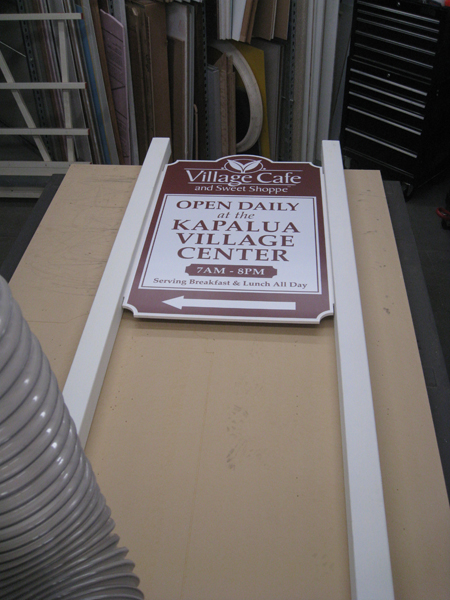 Village Cafe
and Sweet Shoppe
OPEN DAILY
at the
KAPALUA
VILLAGE
CENTER
7AM - 8PM
Serving Breakfast & Lunch All Day